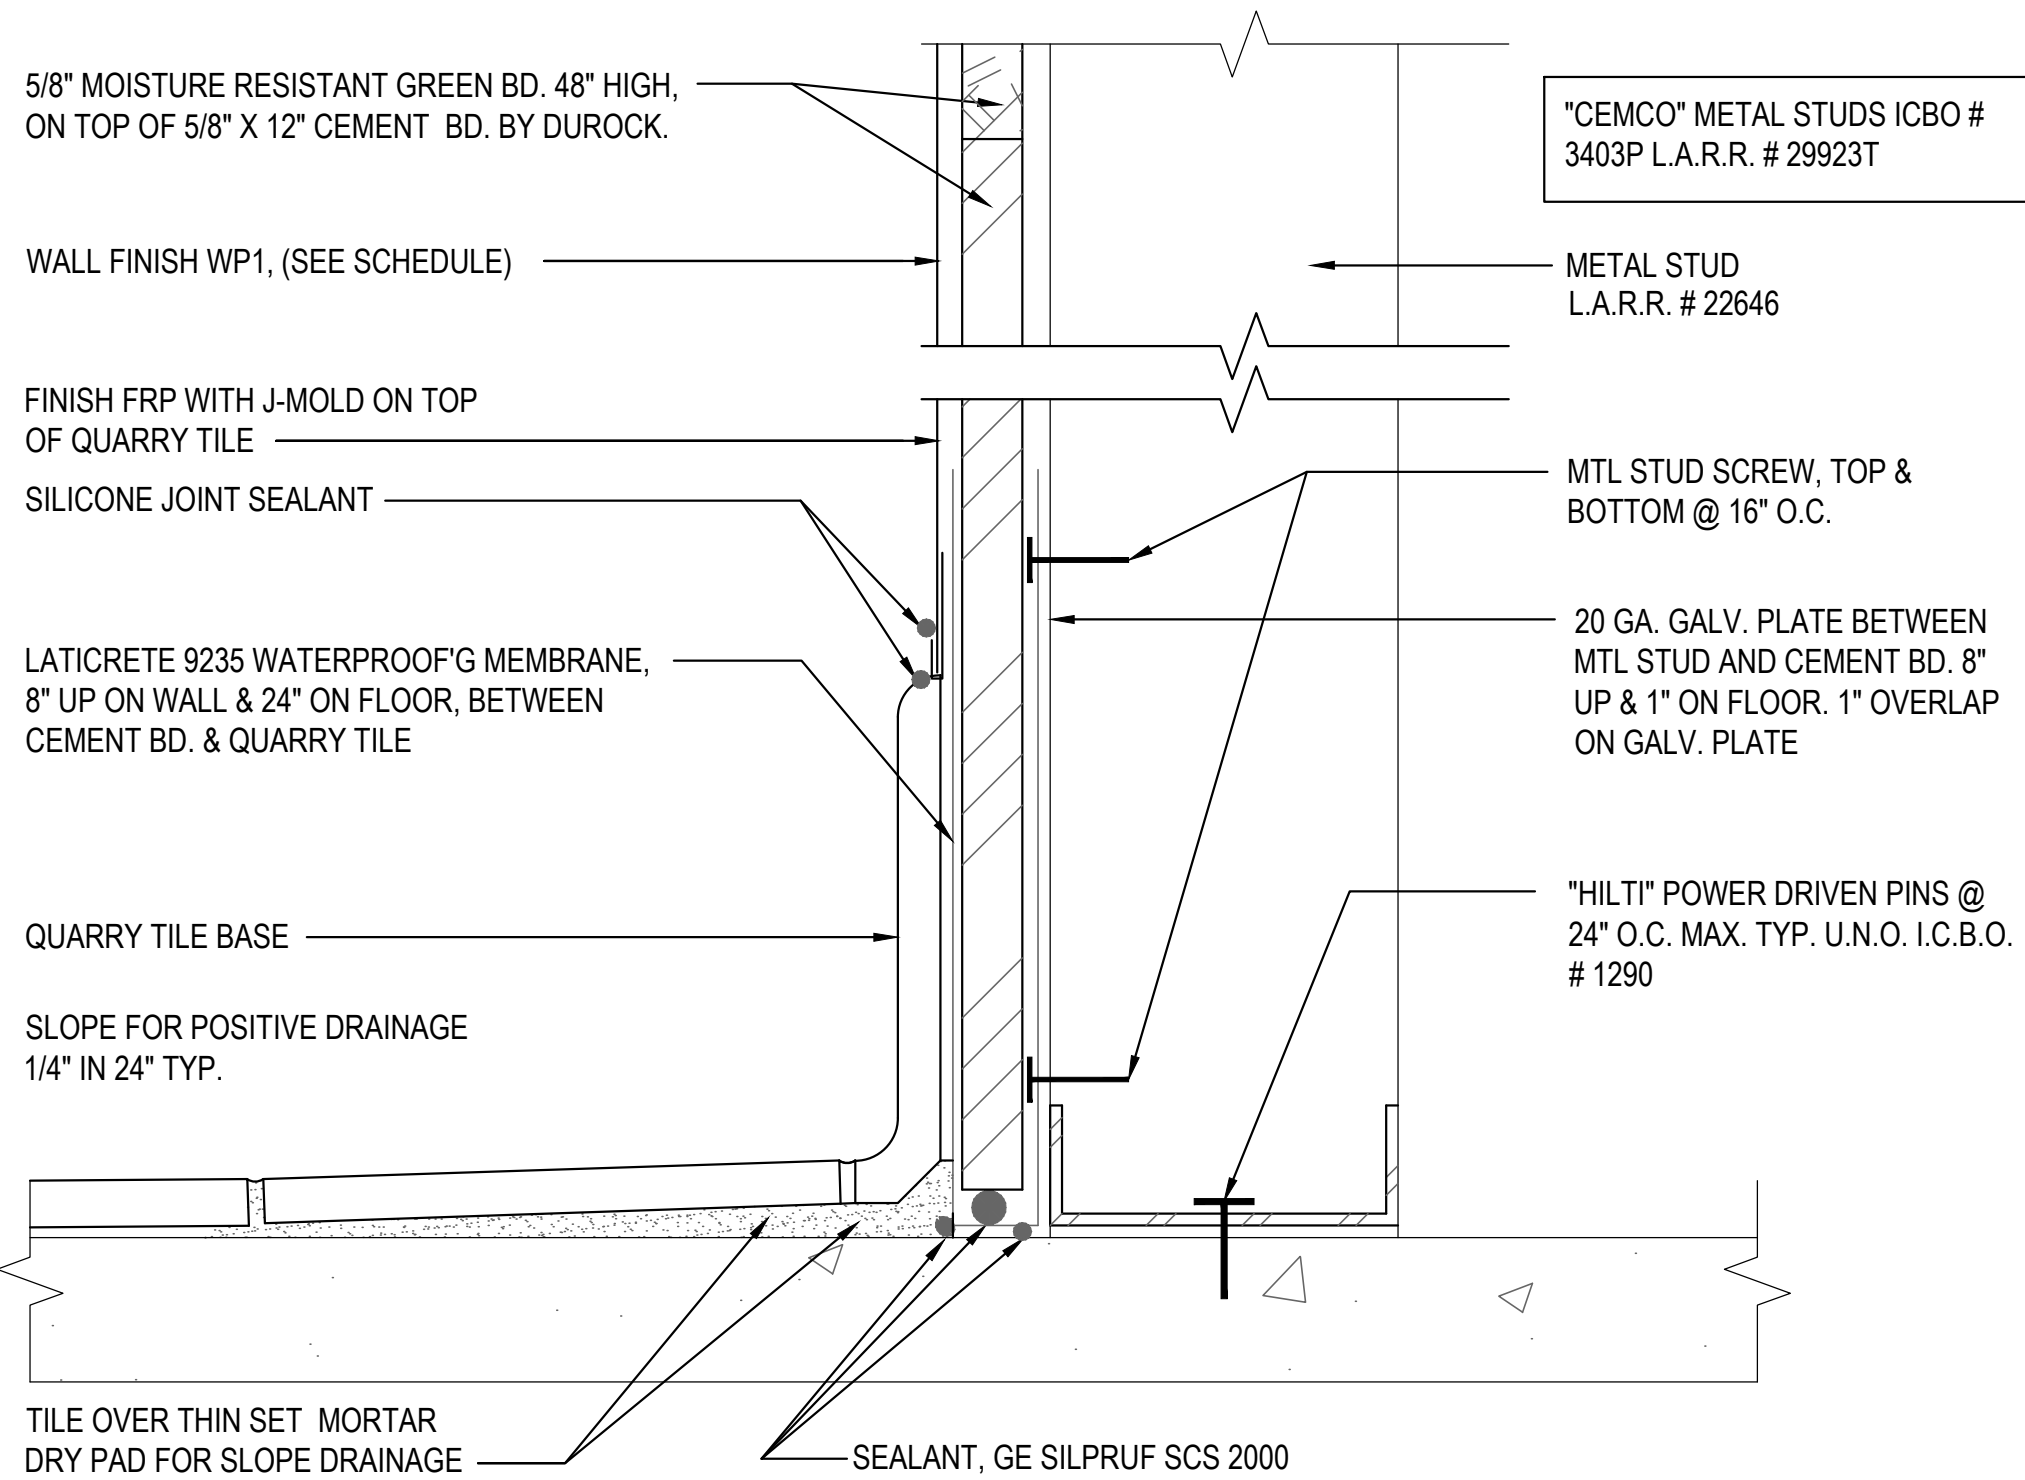 5/8" MOISTURE RESISTANT GREEN BD. 48" HIGH,
ON TOP OF 5/8" X 12" CEMENT BD. BY DUROCK.
WALL FINISH WP1, (SEE SCHEDULE)
FINISH FRP WITH J-MOLD ON TOP
OF QUARRY TILE
SILICONE JOINT SEALANT
LATICRETE 9235 WATERPROOF'G MEMBRANE,
8" UP ON WALL & 24" ON FLOOR, BETWEEN
CEMENT BD. & QUARRY TILE
QUARRY TILE BASE
SLOPE FOR POSITIVE DRAINAGE
1/4" IN 24" TYP.
TILE OVER THIN SET MORTAR
DRY PAD FOR SLOPE DRAINAGE
SEALANT, GE SILPRUF SCS 2000
"CEMCO" METAL STUDS ICBO #
3403P L.A.R.R. # 29923T
METAL STUD
L.A.R.R. # 22646
MTL STUD SCREW, TOP &
BOTTOM @ 16" O.C.
20 GA. GALV. PLATE BETWEEN
MTL STUD AND CEMENT BD. 8"
UP & 1" ON FLOOR. 1" OVERLAP
ON GALV. PLATE
"HILTI" POWER DRIVEN PINS @
24" O.C. MAX. TYP. U.N.O. I.C.B.O.
# 1290